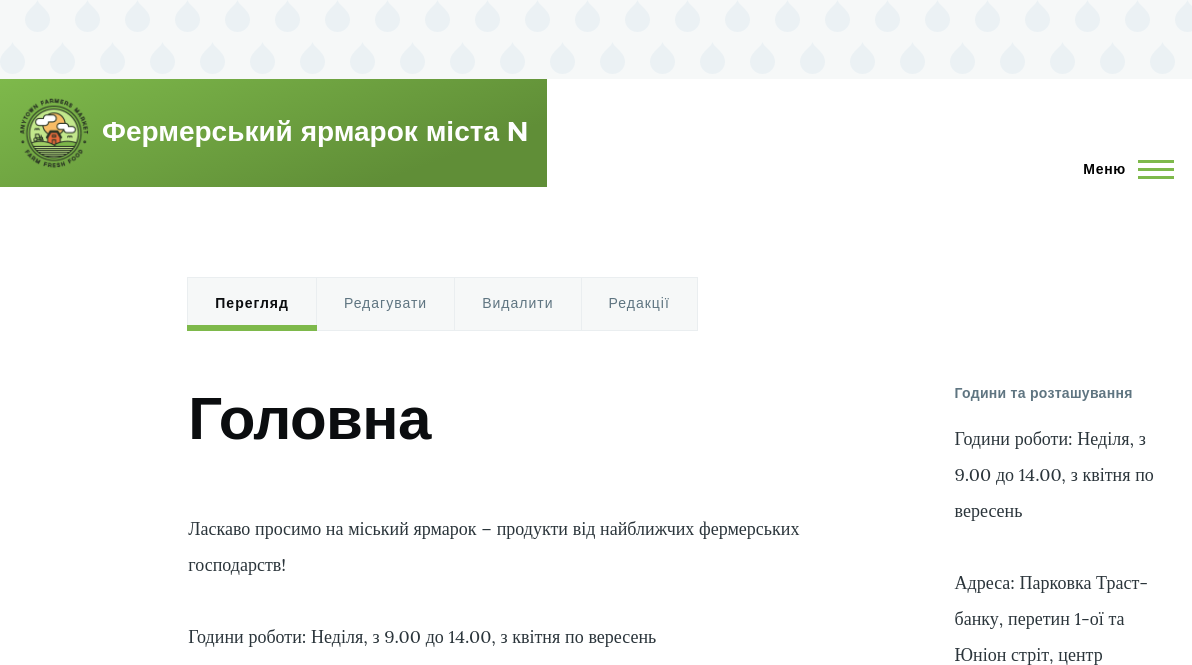 ANYTOWN FARMERS MARKET
FARM FRESH FOOD
Фермерський ярмарок міста N
Меню
Перегляд
Редагувати
Видалити
Редакції
Головна
Ласкаво просимо на міський ярмарок – продукти від найближчих фермерських
господарств!
Години роботи: Неділя, з 9.00 до 14.00, з квітня по вересень
Години та розташування
Години роботи: Неділя, з
9.00 до 14.00, з квітня по
вересень
Адреса: Парковка Траст-
банку, перетин 1-ої та
Юніон стріт, центр